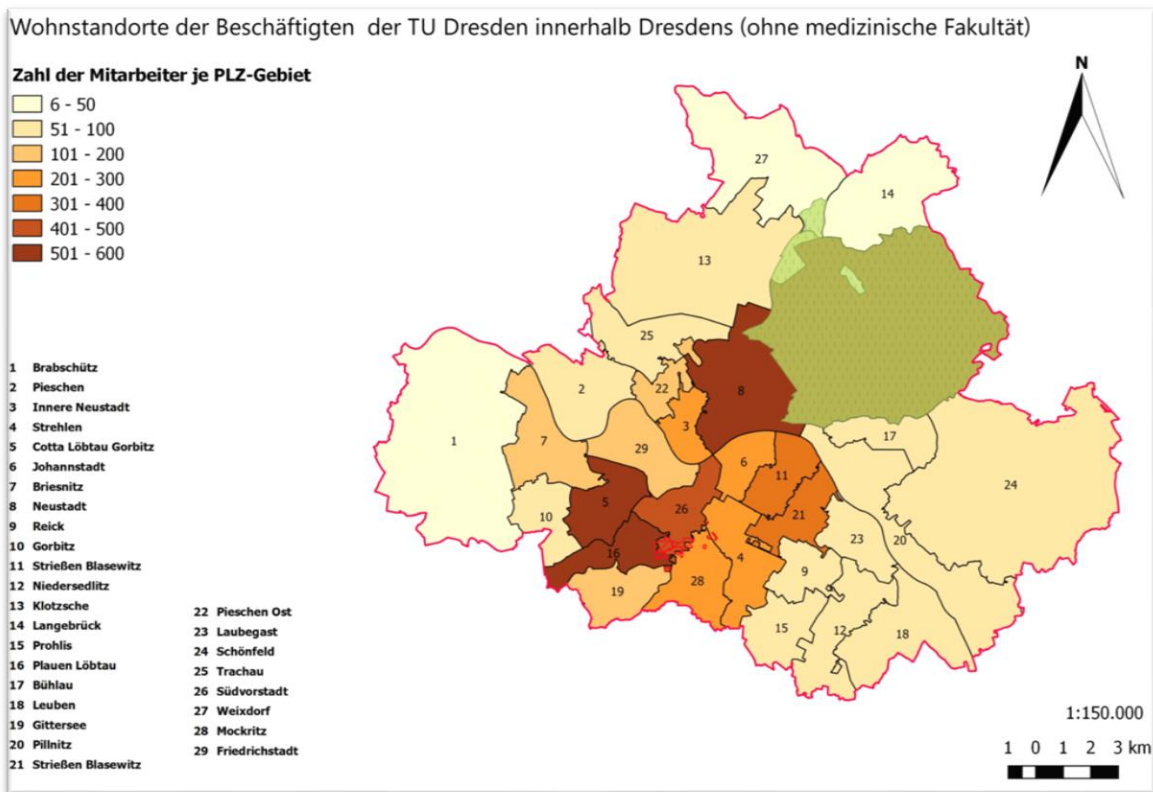 Wohnstandorte der Beschäftigten der TU Dresden innerhalb Dresdens (ohne medizinische Fakultät)
Zahl der Mitarbeiter je PLZ-Gebiet
6 - 50
51 - 100
101 - 200
201 - 300
301 - 400
401 - 500
501 - 600
N
27
14
13
25
8
22
2
3
1
7
29
17
6
11
24
5
10
26
21
23
20
16
4
9
28
19
15
12
18
1 Brabschütz
2 Pieschen
3 Innere Neustadt
4 Strehlen
5 Cotta Löbtau Gorbitz
6 Johannstadt
7 Briesnitz
8 Neustadt
9 Reick
10 Gorbitz
11 Strießen Blasewitz
12 Niedersedlitz
13 Klotzsche
14 Langebrück
15 Prohlis
16 Plauen Löbtau
17 Bühlau
18 Leuben
19 Gittersee
20 Pillnitz
21 Strießen Blasewitz
22 Pieschen Ost
23 Laubegast
24 Schönfeld
25 Trachau
26 Südvorstadt
27 Weixdorf
28 Mockritz
29 Friedrichstadt
1:150.000
1 0 1 2 3 km